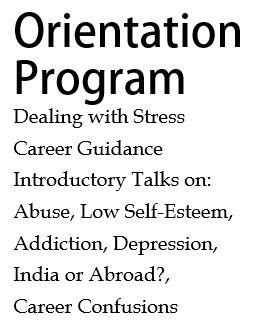 Orientation
Program
Dealing with Stress
Career Guidance
Introductory Talks on:
Abuse, Low Self-Esteem,
Addiction, Depression,
India or Abroad?,
Career Confusions